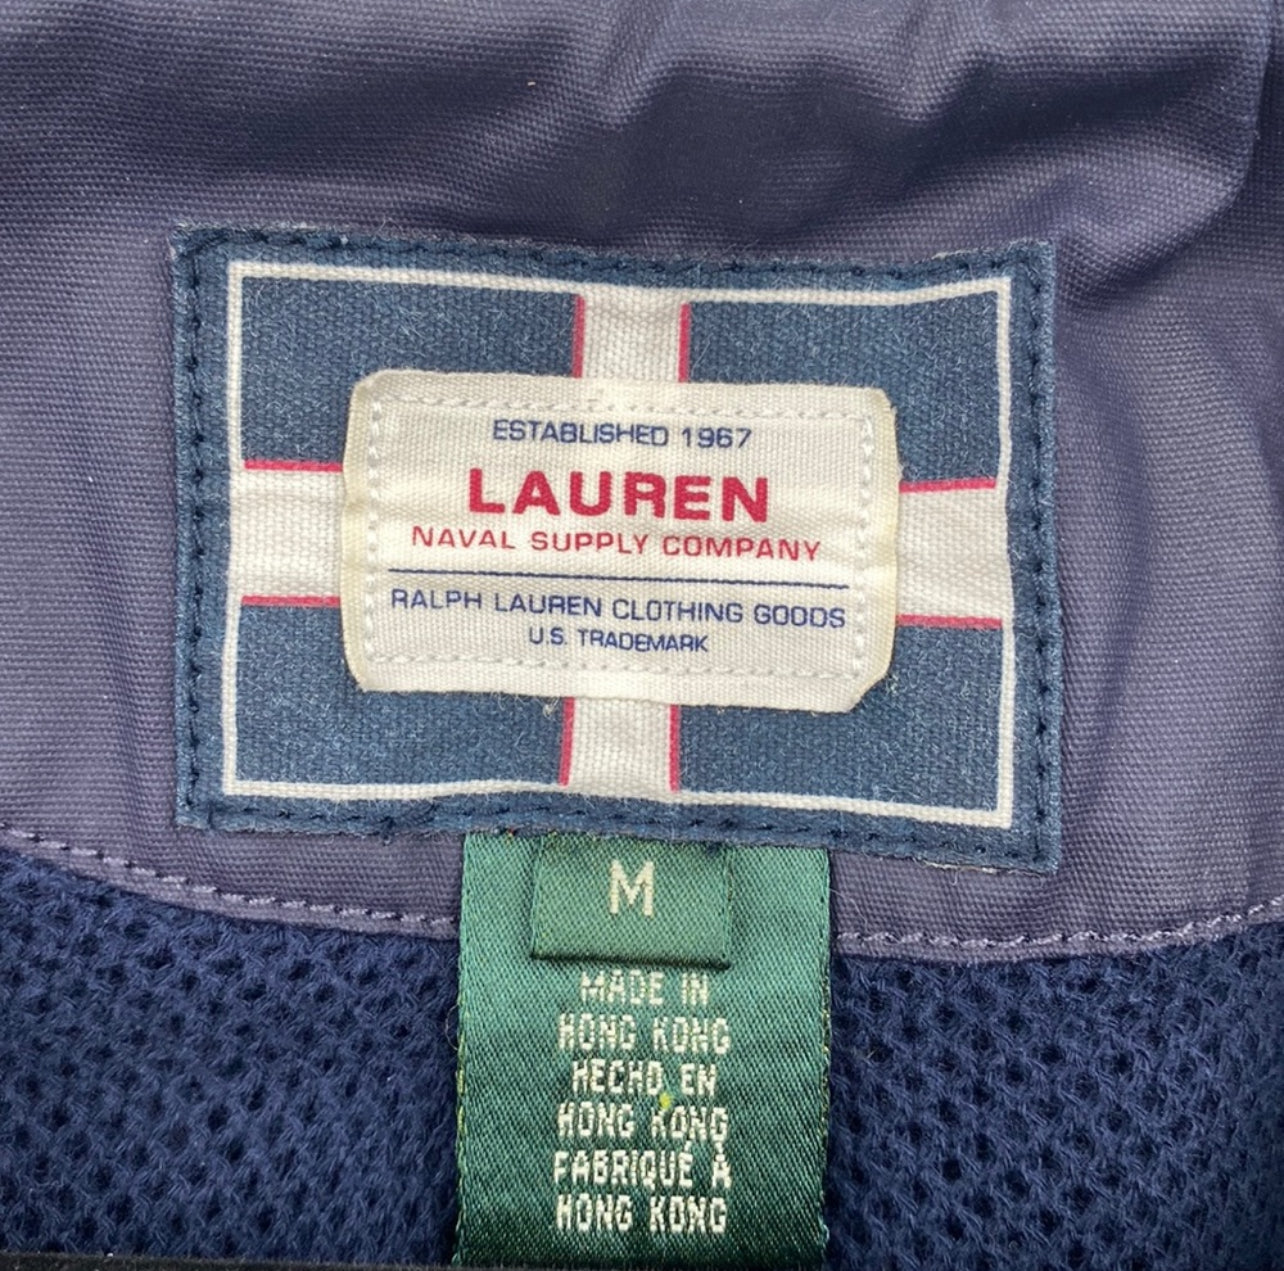 ESTABLISHED 1967
LAUREN
NAVAL SUPPLY COMPANY
RALPH LAUREN CLOTHING GOODS
U.S. TRADEMARK
M
MADE IN
HONG KONG
HECHO EN
HONG KONG
FABRIQUE À
HONG KONG